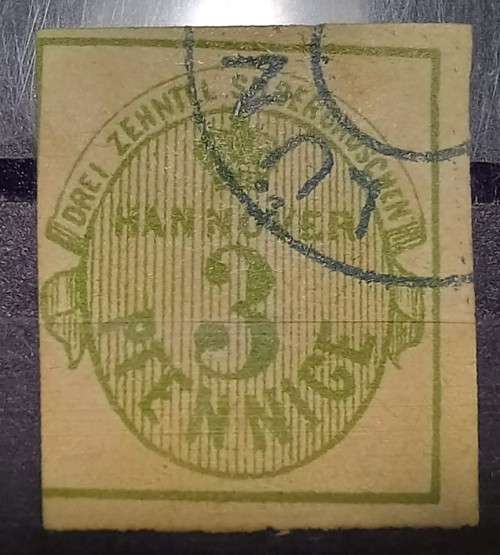 DREI ZEHNTEL SILBERGROSCHEN
HANNOVER
3
PFENNIGE